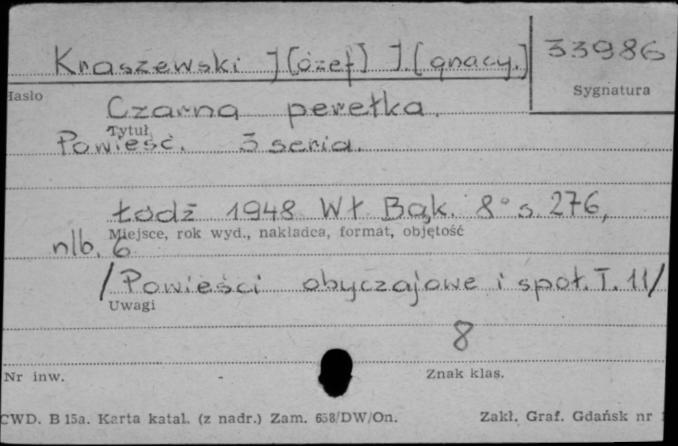 Kraszewski J[ózef] I.[gnacy.] 33986
Hasło Sygnatura
Czarna perełka.
Tytuł
Powieść. 3 seria.
Łódź 1948 Wł. Bąk. 8° s. 276,
Miejsce, rok wyd., nakładca, format, objętość
nlb. 6
/Powieści obyczajowe i społ. T. 11/
Uwagi
8
Nr inw. Znak klas.
CWD. B 15a. Karta katal. (z nadr.) Zam. 658/DW/On. Zakł. Graf. Gdańsk nr